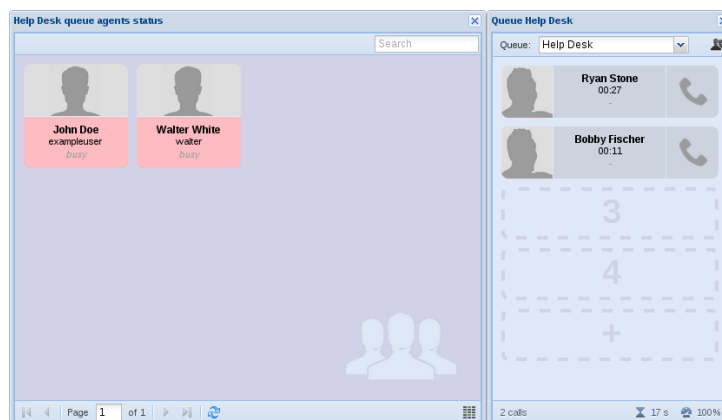 Help Desk queue agents status
Search
John Doe
exampleuser
busy
Walter White
walter
busy
Page 1 of 1
Queue Help Desk
Queue: Help Desk
Ryan Stone
00:27
-
Bobby Fischer
00:11
-
3
4
+
2 calls
17 s
100%